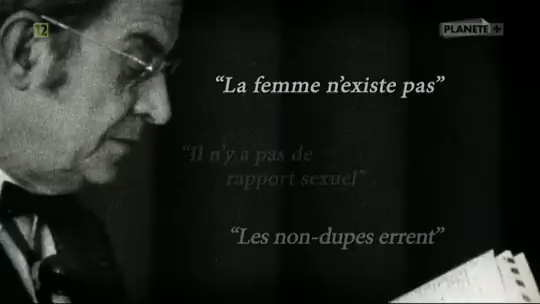 12
PLANETE +
“La femme n’existe pas”
“Il n’y a pas de
rapport sexuel”
“Les non-dupes errent”